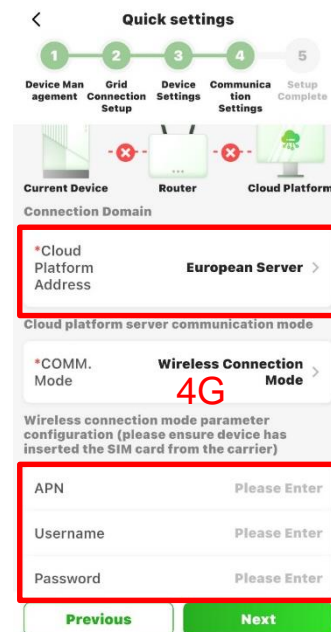 Quick settings
1 2 3 4 5
Device Man Grid Device Communica Setup
agement Connection Settings tion Complete
Setup Settings
Current Device Router Cloud Platform
Connection Domain
*Cloud
Platform European Server >
Address
Cloud platform server communication mode
*COMM. Wireless Connection
Mode Mode >
4G
Wireless connection mode parameter
configuration (please ensure device has
inserted the SIM card from the carrier)
APN Please Enter
Username Please Enter
Password Please Enter
Previous Next